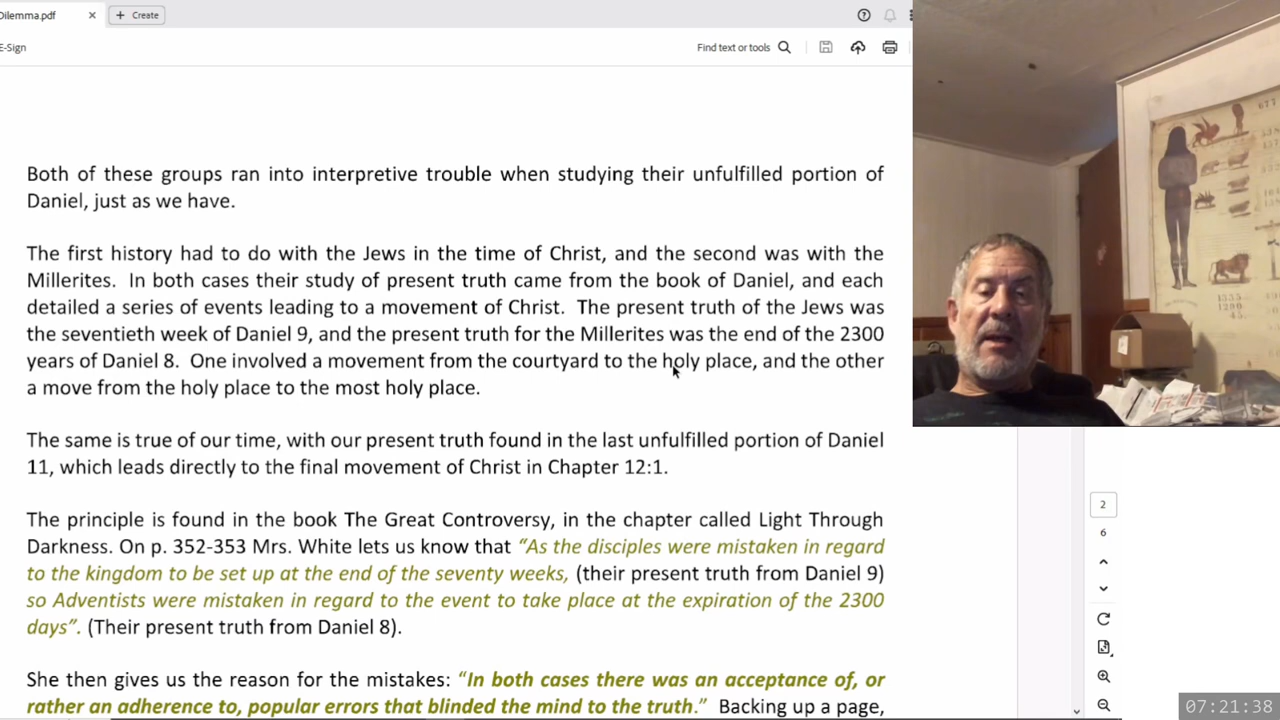 Dilemma.pdf
Create
E-Sign
Find text or tools
Both of these groups ran into interpretive trouble when studying their unfulfilled portion of
Daniel, just as we have.
The first history had to do with the Jews in the time of Christ, and the second was with the
Millerites. In both cases their study of present truth came from the book of Daniel, and each
detailed a series of events leading to a movement of Christ. The present truth of the Jews was
the seventieth week of Daniel 9, and the present truth for the Millerites was the end of the 2300
years of Daniel 8. One involved a movement from the courtyard to the holy place, and the other
a move from the holy place to the most holy place.
The same is true of our time, with our present truth found in the last unfulfilled portion of Daniel
11, which leads directly to the final movement of Christ in Chapter 12:1.
The principle is found in the book The Great Controversy, in the chapter called Light Through
Darkness. On p. 352-353 Mrs. White lets us know that “As the disciples were mistaken in regard
to the kingdom to be set up at the end of the seventy weeks, (their present truth from Daniel 9)
so Adventists were mistaken in regard to the event to take place at the expiration of the 2300
days”. (Their present truth from Daniel 8).
She then gives us the reason for the mistakes: “In both cases there was an acceptance of, or
rather an adherence to, popular errors that blinded the mind to the truth.” Backing up a page,
677
1335
1290
45
2
6
07:21:38